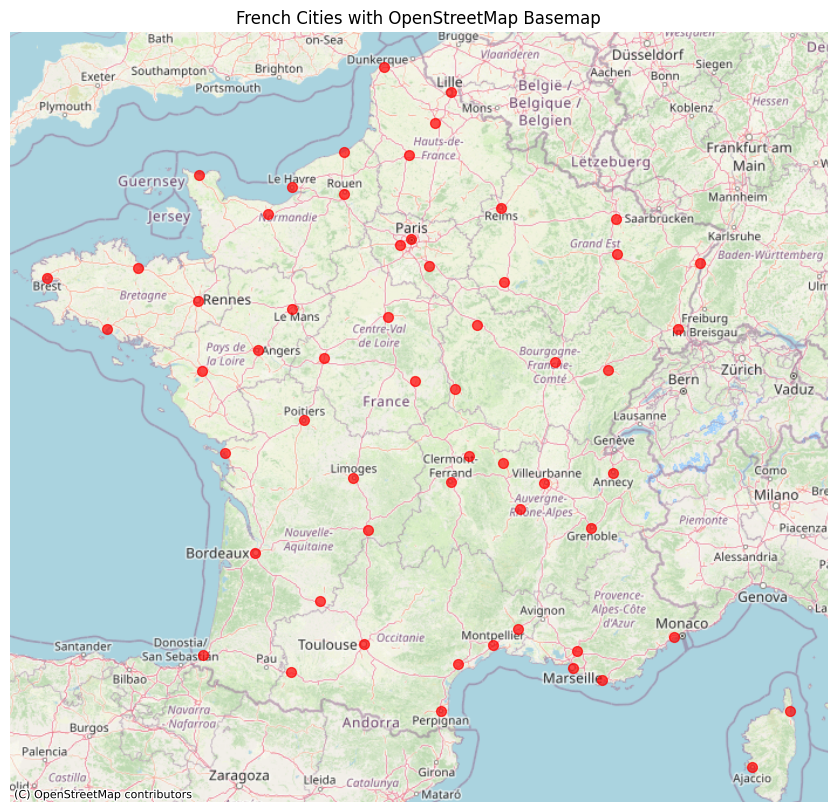 French Cities with OpenStreetMap Basemap
Bath
on-Sea
Brugge
Southampton
Brighton
Dunkerque
Vlaanderen
Düsseldorf
Siegen
Exeter
Portsmouth
Lille
België /
Belgique /
Belgien
Aachen
Bonn
Plymouth
Mons
Koblenz
Hessen
Hauts-de-
France
Frankfurt am
Main
Lëtzebuerg
Guernsey
Le Havre
Rouen
Mannheim
Jersey
Normandie
Reims
Saarbrücken
Paris
Karlsruhe
Grand Est
Baden-Württemberg
Brest
Bretagne
Rennes
Ulm
Le Mans
Centre-Val
de Loire
Freiburg
im Breisgau
Pays de
la Loire
Angers
Bourgogne-
Franche-
Comté
Zürich
Bern
Vaduz
France
Poitiers
Lausanne
Genève
Limoges
Clermont-
Ferrand
Villeurbanne
Annecy
Como
Milano
Auvergne-
Rhône-Alpes
Piemonte
Piacenza
Nouvelle-
Aquitaine
Grenoble
Bordeaux
Alessandria
Genova
Provence-
Alpes-Côte
d'Azur
Avignon
Monaco
Santander
Donostia/
San Sebastián
Toulouse
Occitanie
Montpellier
Pau
Bilbao
Marseille
Navarra -
Nafarroa
Burgos
Andorra
Perpignan
Palencia
Girona
Castilla
Zaragoza
Lleida
Catalunya
Ajaccio
Mataró
(C) OpenStreetMap contributors